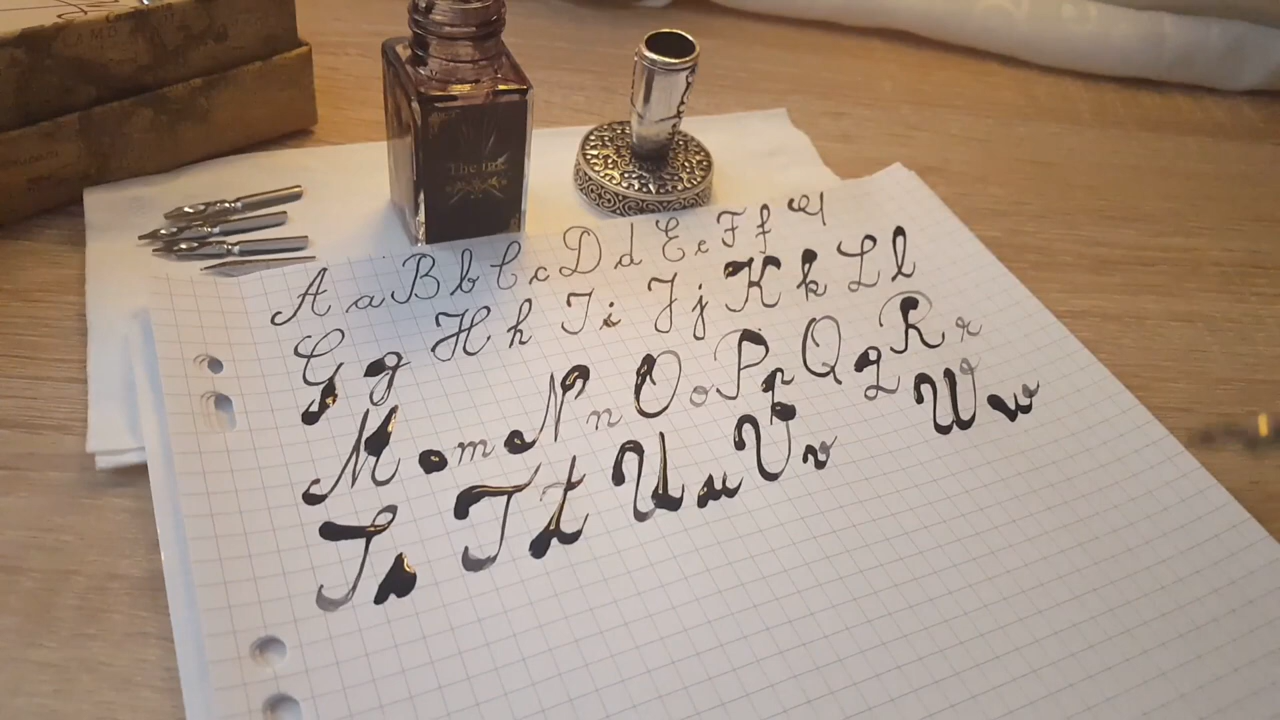 The ink
A a B b C c D d E e F f
G g H h I i J j K k L l
M m N n O o P p Q q R r
S s T t U u V v W w